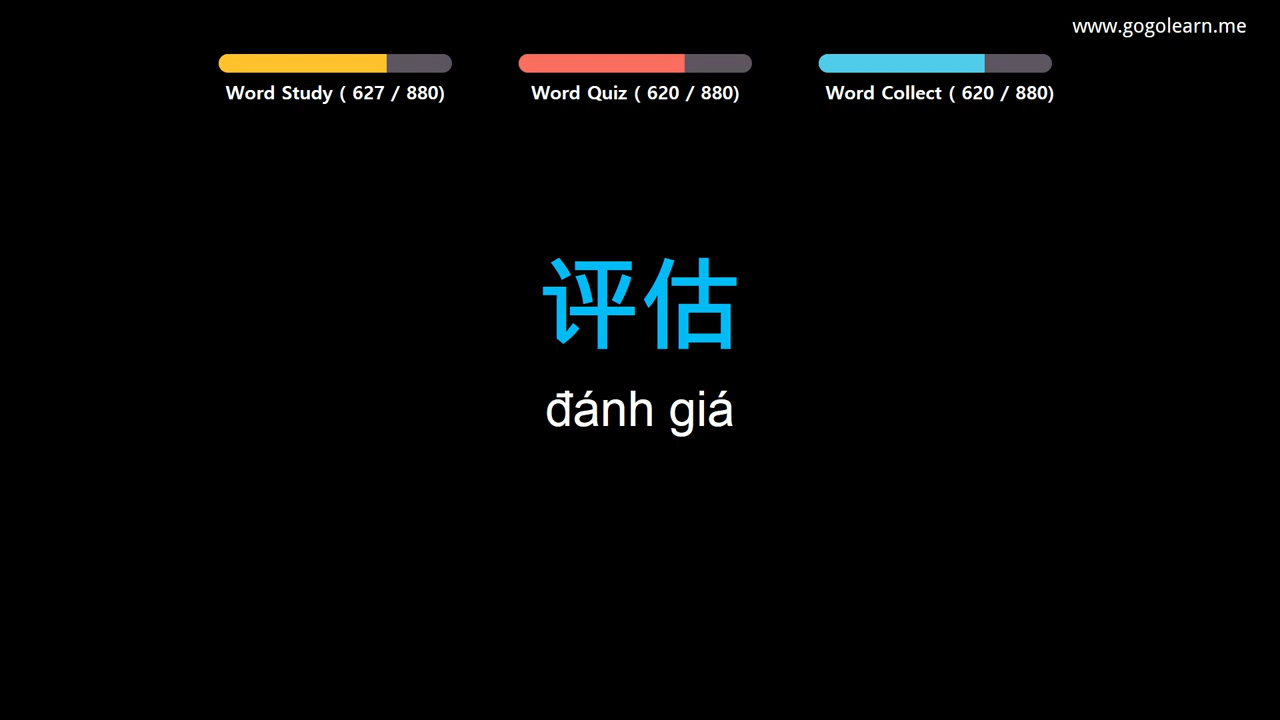 www.gogolearn.me
Word Study ( 627 / 880)
Word Quiz ( 620 / 880)
Word Collect ( 620 / 880)
评估
đánh giá